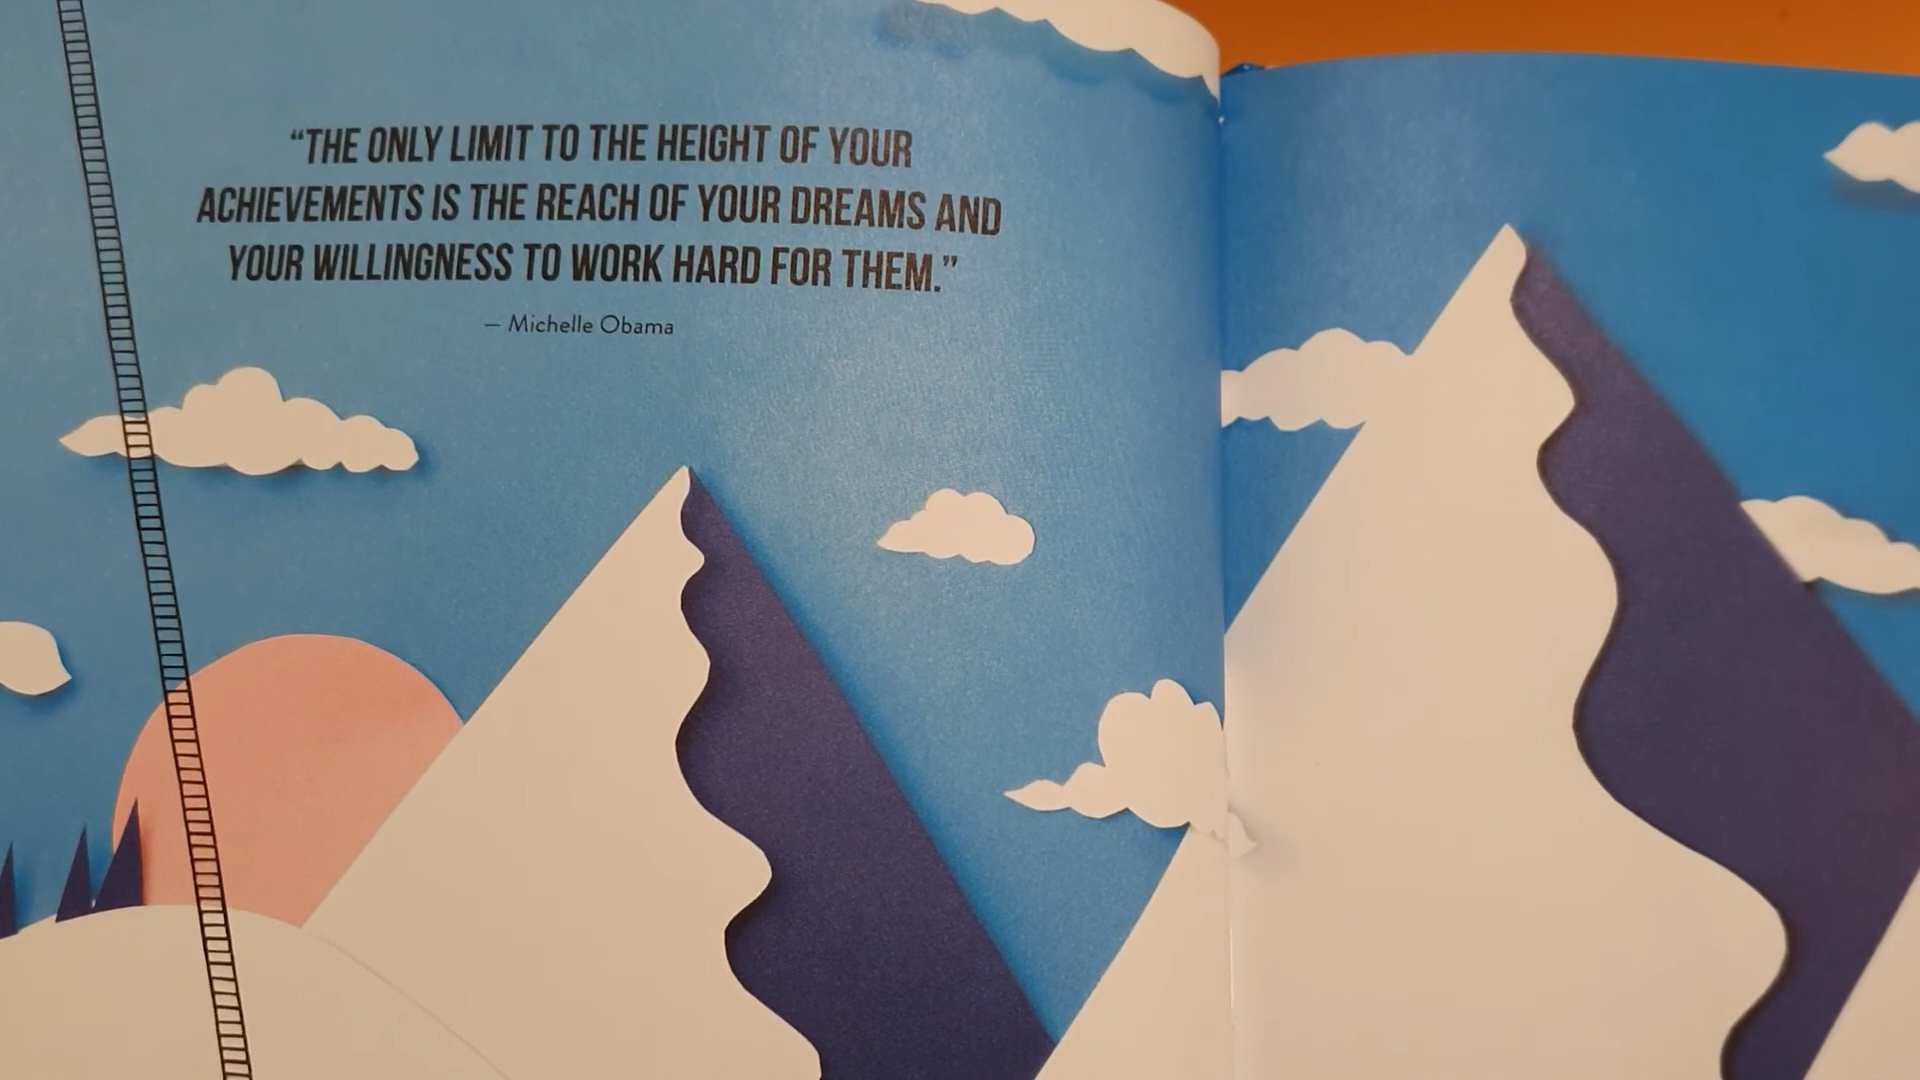 “THE ONLY LIMIT TO THE HEIGHT OF YOUR
ACHIEVEMENTS IS THE REACH OF YOUR DREAMS AND
YOUR WILLINGNESS TO WORK HARD FOR THEM.”
– Michelle Obama